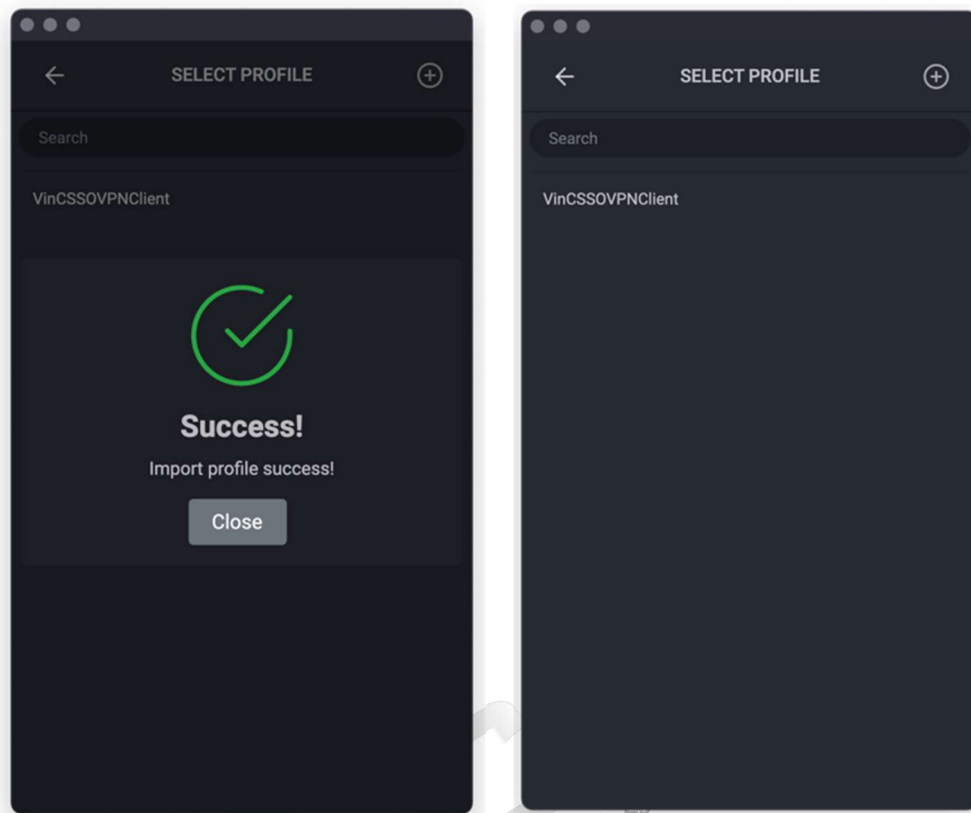 SELECT PROFILE
Search
VinCSSOVPNClient
Success!
Import profile success!
Close
SELECT PROFILE
Search
VinCSSOVPNClient